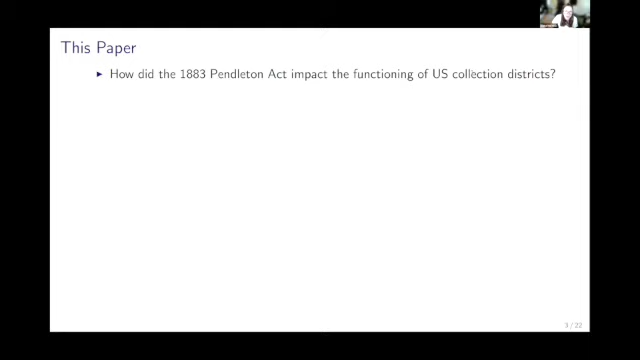 This Paper
▶ How did the 1883 Pendleton Act impact the functioning of US collection districts?
3 / 22